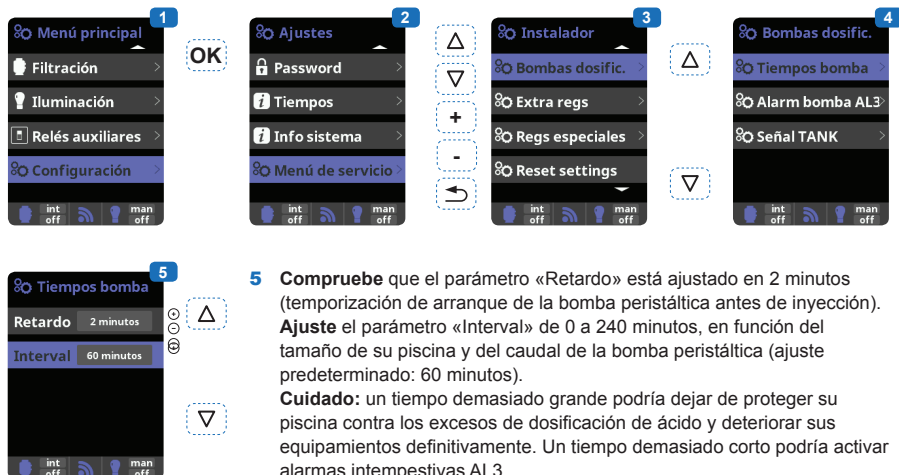 1
Menú principal
Filtración
Iluminación
Relés auxiliares
Configuración
int
off
man
off
OK
2
Ajustes
Password
Tiempos
Info sistema
Menú de servicio
int
off
man
off
+
-
3
Instalador
Bombas dosific.
Extra regs
Regs especiales
Reset settings
int
off
man
off
4
Bombas dosific.
Tiempos bomba
Alarm bomba AL3
Señal TANK
int
off
man
off
5
Tiempos bomba
Retardo 2 minutos
Interval 60 minutos
int
off
man
off
5 Compruebe que el parámetro «Retardo» está ajustado en 2 minutos
(temporización de arranque de la bomba peristáltica antes de inyección).
Ajuste el parámetro «Interval» de 0 a 240 minutos, en función del
tamaño de su piscina y del caudal de la bomba peristáltica (ajuste
predeterminado: 60 minutos).
Cuidado: un tiempo demasiado grande podría dejar de proteger su
piscina contra los excesos de dosificación de ácido y deteriorar sus
equipamientos definitivamente. Un tiempo demasiado corto podría activar
alarmas intempestivas AL3